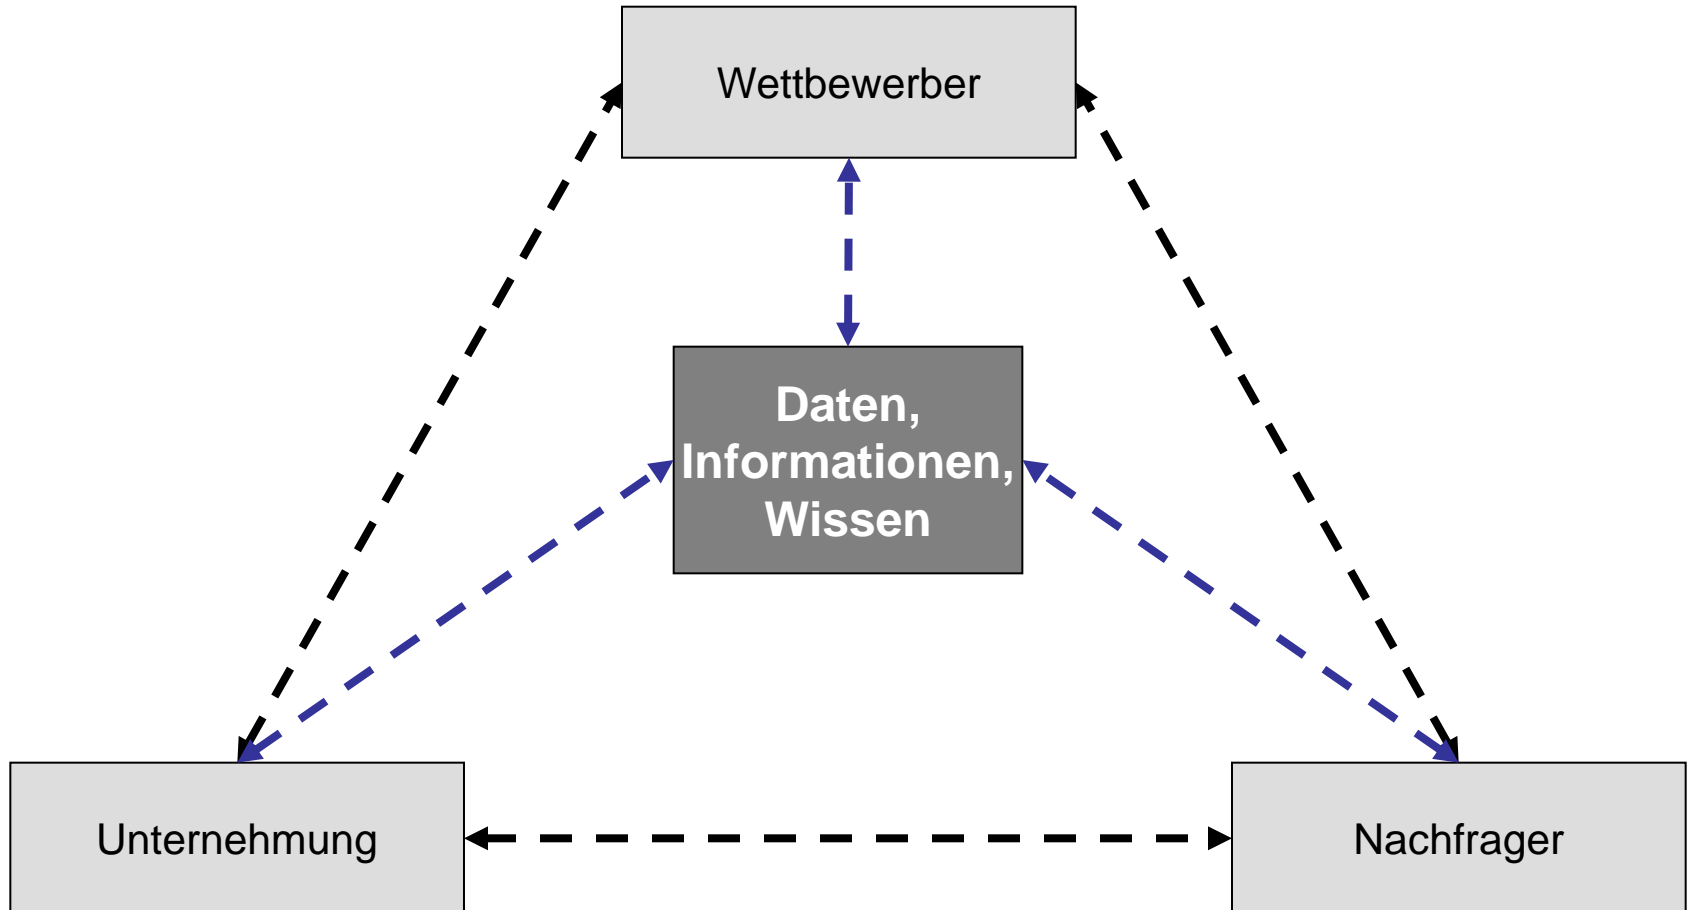 Wettbewerber
Daten,
Informationen,
Wissen
Unternehmung
Nachfrager